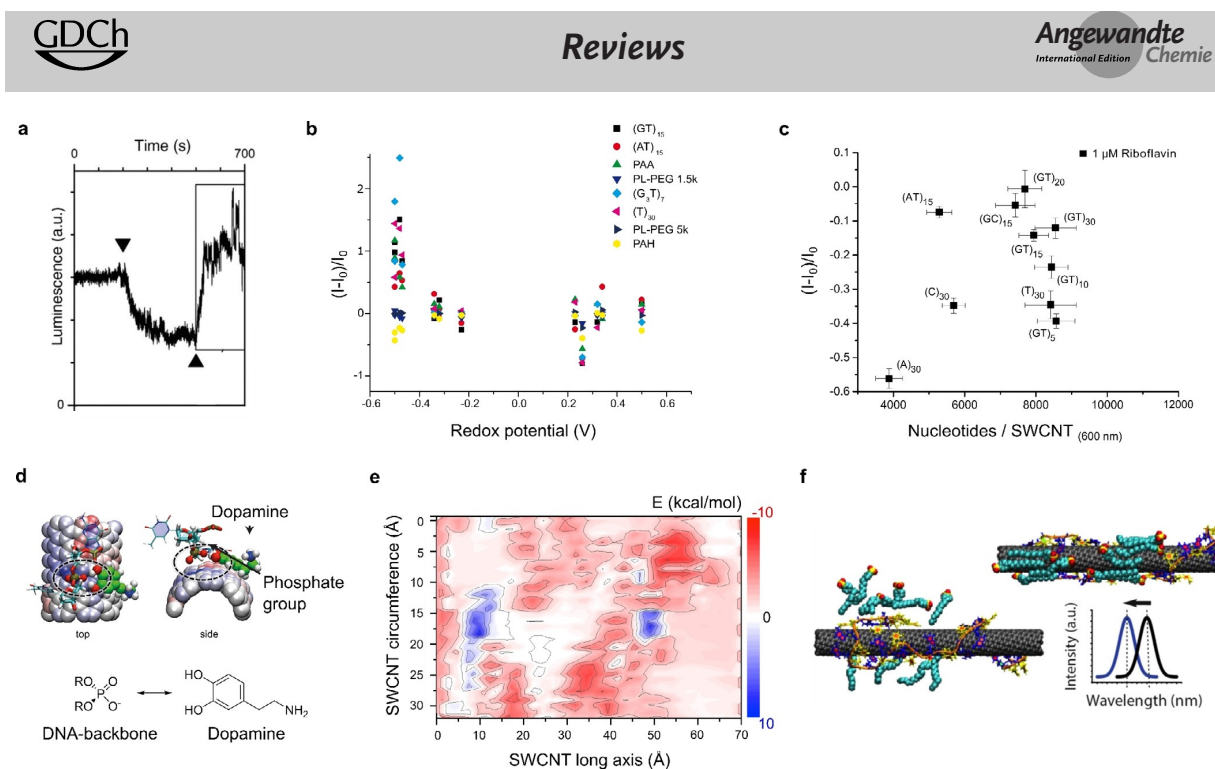 GDCh
Reviews
Angewandte
International Edition Chemie
a
Time (s)
0
700
Luminescence (a.u.)
0
b
(GT)15
(AT)15
PAA
PL-PEG 1.5k
(G3T)7
(T)30
PL-PEG 5k
PAH
(I-I0)/I0
2
1
0
-1
-0.6 -0.4 -0.2 0.0 0.2 0.4 0.6
Redox potential (V)
c
1 µM Riboflavin
(GT)20
(AT)15
(GC)15
(GT)30
(GT)15
(GT)10
(C)30
(T)30
(GT)5
(A)30
(I-I0)/I0
0.1
0.0
-0.1
-0.2
-0.3
-0.4
-0.5
-0.6
4000 6000 8000 10000 12000
Nucleotides / SWCNT (600 nm)
d
Dopamine
Phosphate
group
top
side
RO O
P
RO O-
HO
HO
NH2
DNA-backbone
Dopamine
e
E (kcal/mol)
-10
0
10
SWCNT circumference (Å)
0
5
10
15
20
25
30
0 10 20 30 40 50 60 70
SWCNT long axis (Å)
f
Intensity (a.u.)
Wavelength (nm)